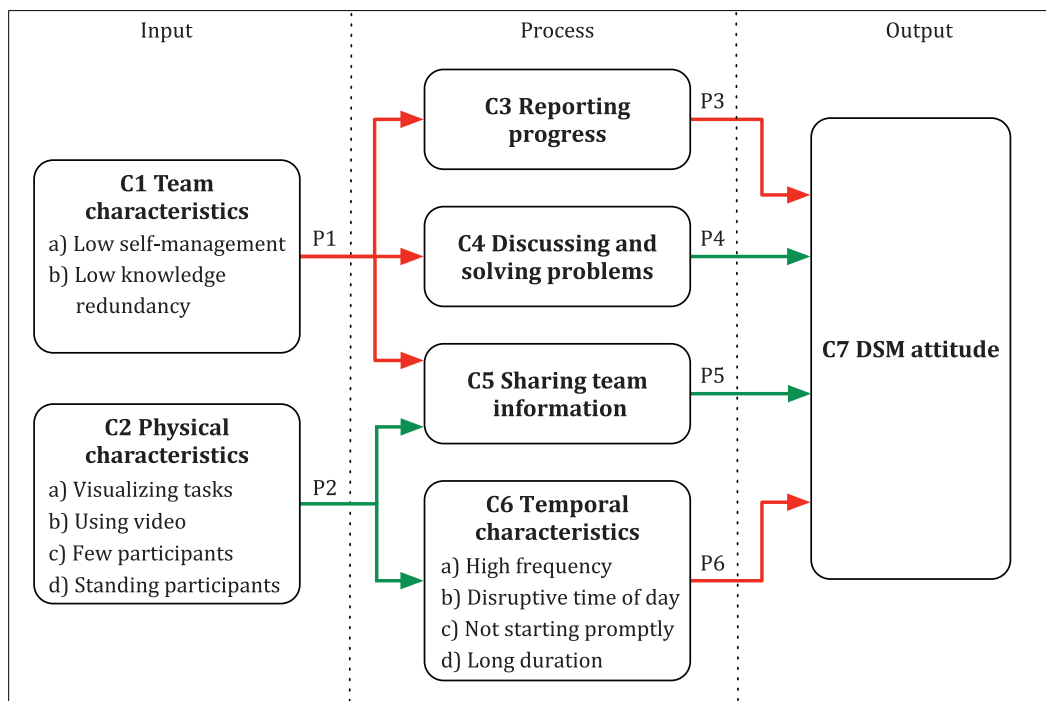 Input
Process
Output
C1 Team
characteristics
a) Low self-management
b) Low knowledge
redundancy
P1
C2 Physical
characteristics
a) Visualizing tasks
b) Using video
c) Few participants
d) Standing participants
P2
C3 Reporting
progress
P3
C4 Discussing and
solving problems
P4
C5 Sharing team
information
P5
C6 Temporal
characteristics
a) High frequency
b) Disruptive time of day
c) Not starting promptly
d) Long duration
P6
C7 DSM attitude